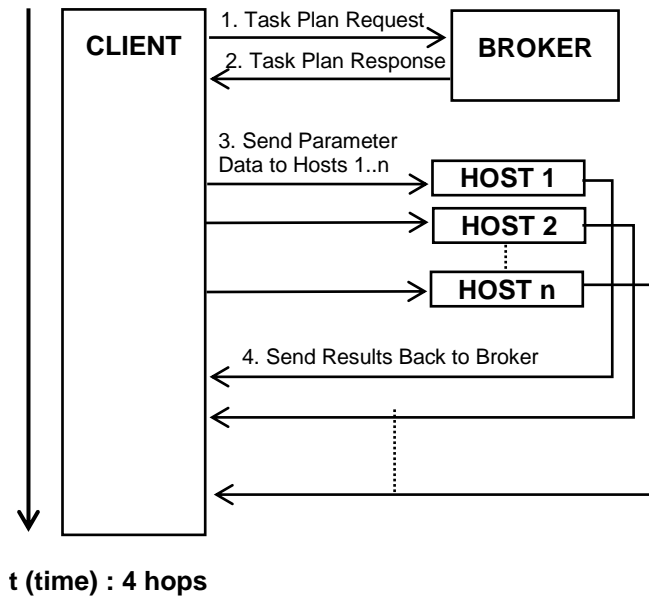 CLIENT
1. Task Plan Request
BROKER
2. Task Plan Response
3. Send Parameter
Data to Hosts 1..n
HOST 1
HOST 2
HOST n
4. Send Results Back to Broker
t (time) : 4 hops